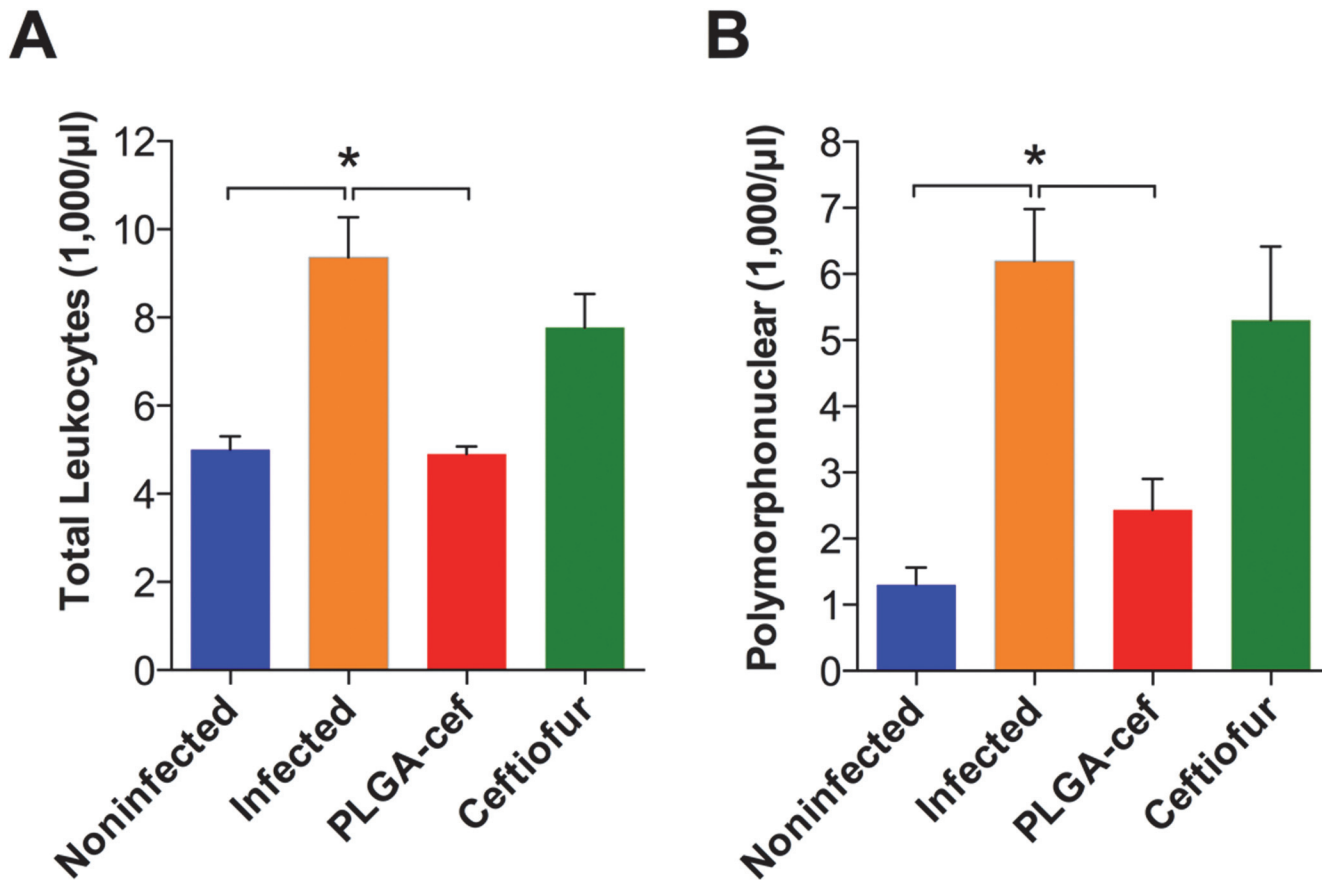 A
Total Leukocytes (1,000/µl)
12
10
8
6
4
2
0
*
Noninfected
Infected
PLGA-cef
Ceftiofur
B
Polymorphonuclear (1,000/µl)
8
7
6
5
4
3
2
1
0
*
Noninfected
Infected
PLGA-cef
Ceftiofur